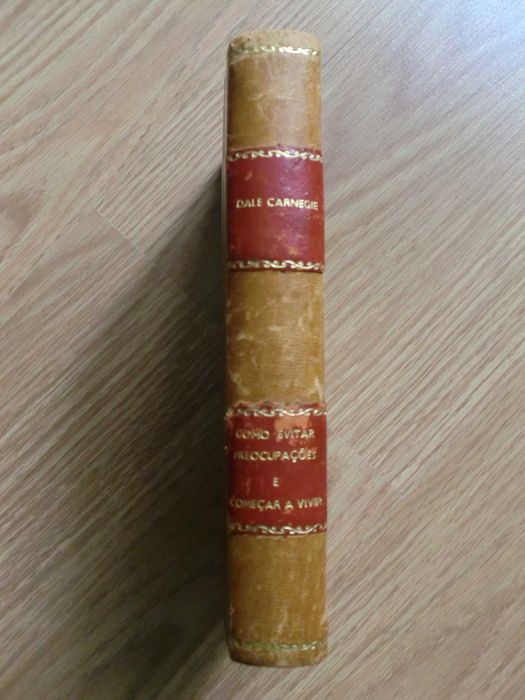 DALE CARNEGIE
COMO EVITAR
PREOCUPAÇÕES
E
COMEÇAR A VIVER